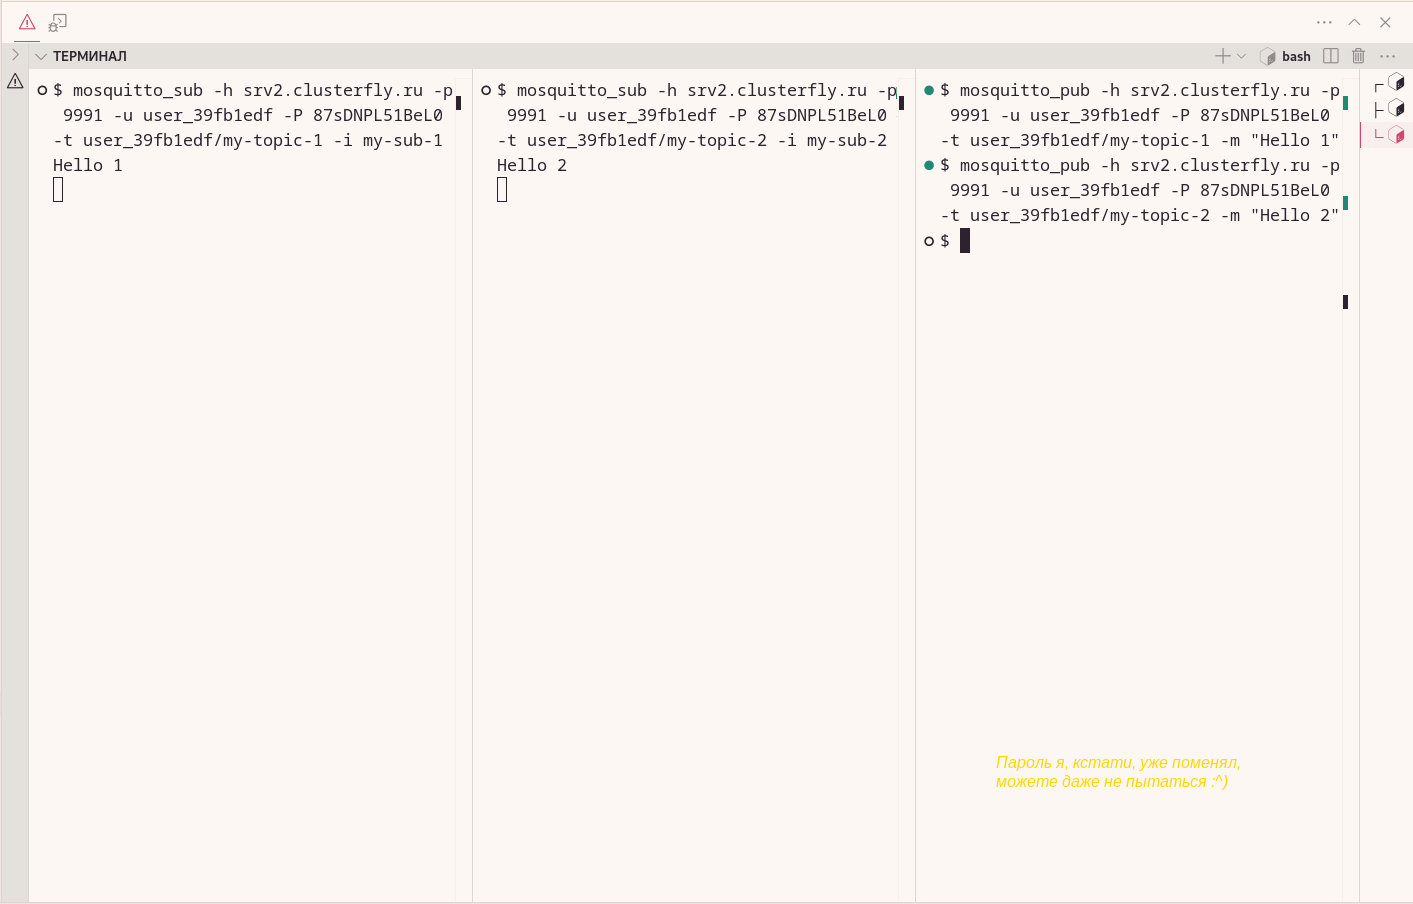 ТЕРМИНАЛ
bash
$ mosquitto_sub -h srv2.clusterfly.ru -p
9991 -u user_39fb1edf -P 87sDNPL51BeL0
-t user_39fb1edf/my-topic-1 -i my-sub-1
Hello 1
$ mosquitto_sub -h srv2.clusterfly.ru -p
9991 -u user_39fb1edf -P 87sDNPL51BeL0
-t user_39fb1edf/my-topic-2 -i my-sub-2
Hello 2
$ mosquitto_pub -h srv2.clusterfly.ru -p
9991 -u user_39fb1edf -P 87sDNPL51BeL0
-t user_39fb1edf/my-topic-1 -m "Hello 1"
$ mosquitto_pub -h srv2.clusterfly.ru -p
9991 -u user_39fb1edf -P 87sDNPL51BeL0
-t user_39fb1edf/my-topic-2 -m "Hello 2"
$
Пароль я, кстати, уже поменял,
можете даже не пытаться :^)